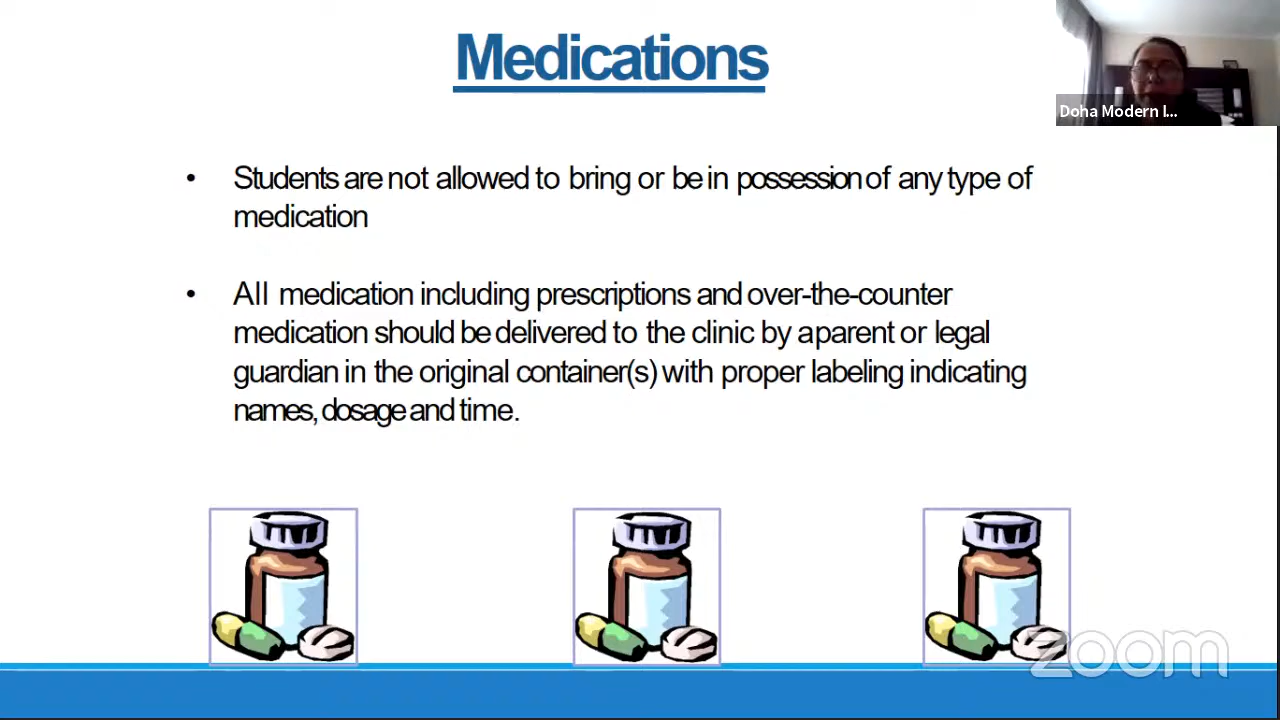 Medications
Doha Modern I...
• Students are not allowed to bring or be in possession of any type of
medication
• All medication including prescriptions and over-the-counter
medication should be delivered to the clinic by a parent or legal
guardian in the original container(s) with proper labeling indicating
names, dosage and time.
zoom